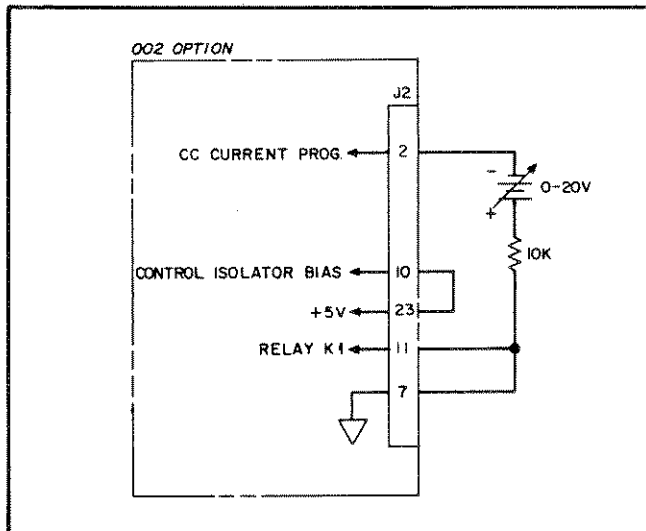 002 OPTION
J2
CC CURRENT PROG. 2
- 0-20V
+
10K
CONTROL ISOLATOR BIAS 10
+5V 23
RELAY K1 11
7